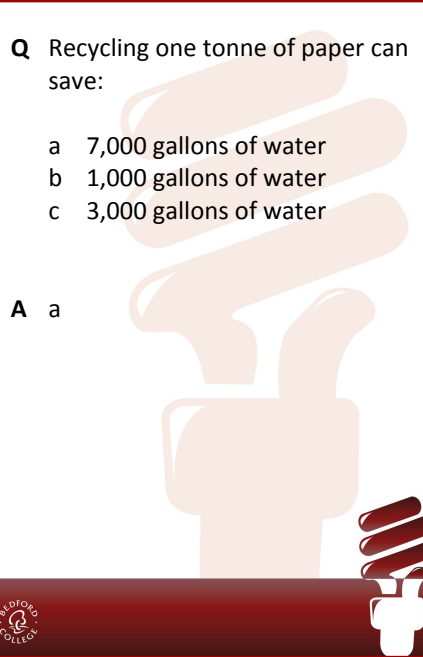 Q Recycling one tonne of paper can
save:
a 7,000 gallons of water
b 1,000 gallons of water
c 3,000 gallons of water
A a
BEDFORD
COLLEGE